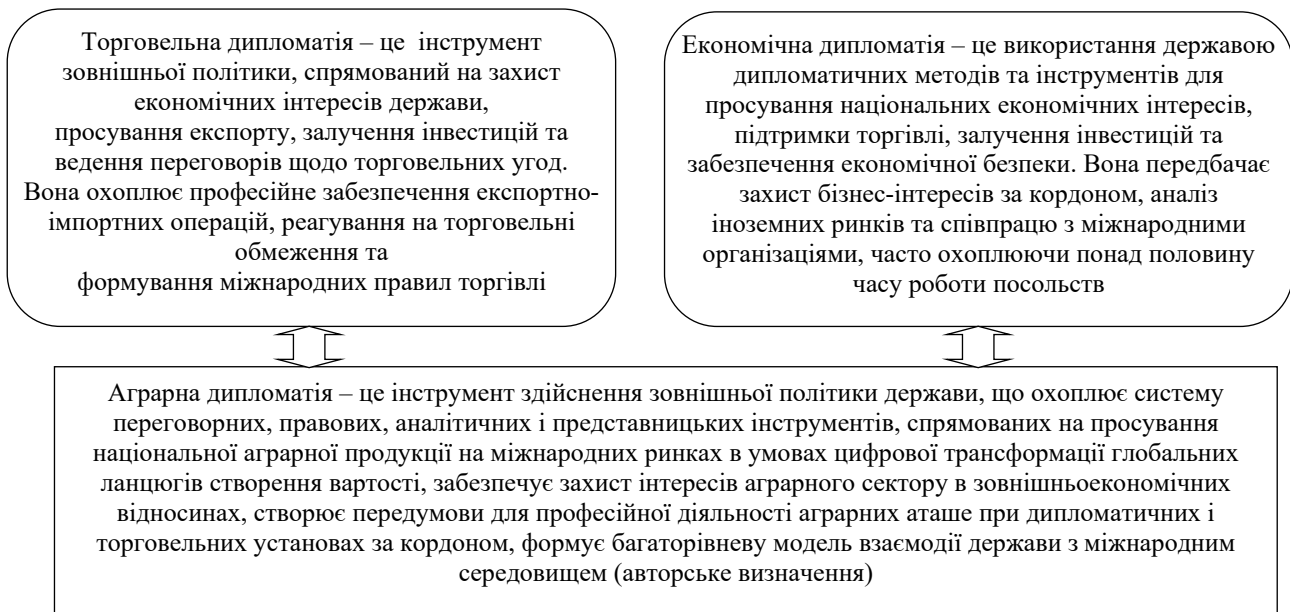 Торговельна дипломатія – це інструмент
зовнішньої політики, спрямований на захист
економічних інтересів держави,
просування експорту, залучення інвестицій та
ведення переговорів щодо торговельних угод.
Вона охоплює професійне забезпечення експортно-
імпортних операцій, реагування на торговельні
обмеження та
формування міжнародних правил торгівлі
Економічна дипломатія – це використання державою
дипломатичних методів та інструментів для
просування національних економічних інтересів,
підтримки торгівлі, залучення інвестицій та
забезпечення економічної безпеки. Вона передбачає
захист бізнес-інтересів за кордоном, аналіз
іноземних ринків та співпрацю з міжнародними
організаціями, часто охоплюючи понад половину
часу роботи посольств
Аграрна дипломатія – це інструмент здійснення зовнішньої політики держави, що охоплює систему
переговорних, правових, аналітичних і представницьких інструментів, спрямованих на просування
національної аграрної продукції на міжнародних ринках в умовах цифрової трансформації глобальних
ланцюгів створення вартості, забезпечує захист інтересів аграрного сектору в зовнішньоекономічних
відносинах, створює передумови для професійної діяльності аграрних аташе при дипломатичних і
торговельних установах за кордоном, формує багаторівневу модель взаємодії держави з міжнародним
середовищем (авторське визначення)